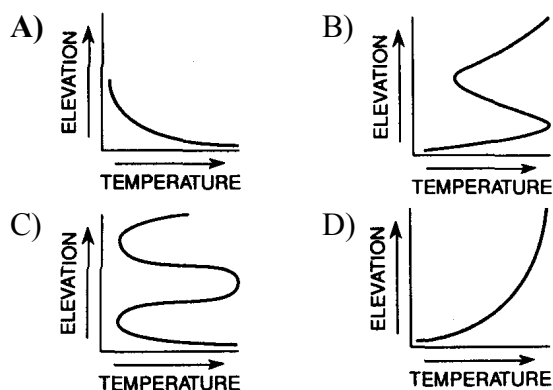 A)
ELEVATION
TEMPERATURE
B)
ELEVATION
TEMPERATURE
C)
ELEVATION
TEMPERATURE
D)
ELEVATION
TEMPERATURE